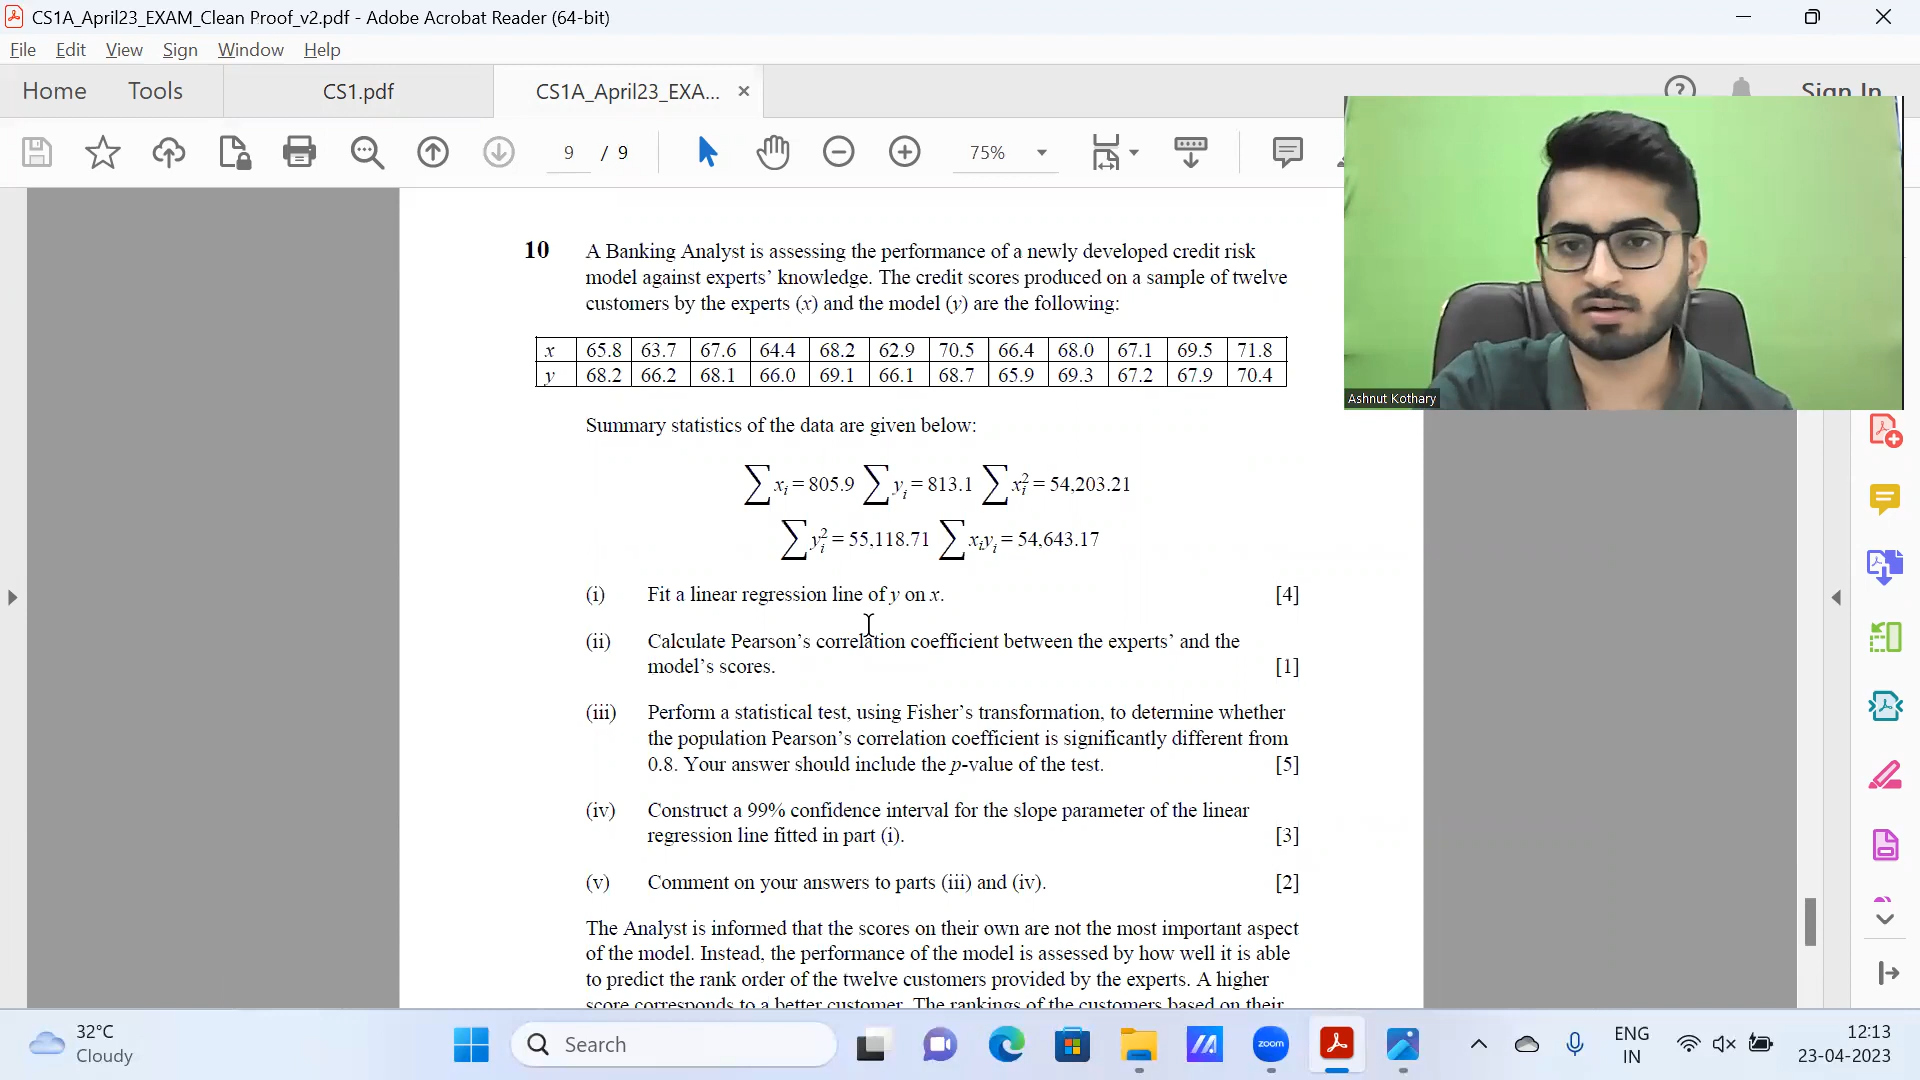 CS1A_April23_EXAM_Clean Proof_v2.pdf - Adobe Acrobat Reader (64-bit)
File Edit View Sign Window Help
Home Tools CS1.pdf CS1A_April23_EXA... × Sign In
9 / 9 75%
10 A Banking Analyst is assessing the performance of a newly developed credit risk
model against experts' knowledge. The credit scores produced on a sample of twelve
customers by the experts (x) and the model (y) are the following:
x 65.8 63.7 67.6 64.4 68.2 62.9 70.5 66.4 68.0 67.1 69.5 71.8
y 68.2 66.2 68.1 66.0 69.1 66.1 68.7 65.9 69.3 67.2 67.9 70.4
Ashnut Kothary
Summary statistics of the data are given below:
∑ xᵢ = 805.9 ∑ yᵢ = 813.1 ∑ xᵢ² = 54,203.21
∑ yᵢ² = 55,118.71 ∑ xᵢyᵢ = 54,643.17
(i) Fit a linear regression line of y on x. [4]
(ii) Calculate Pearson's correlation coefficient between the experts' and the
model's scores. [1]
(iii) Perform a statistical test, using Fisher's transformation, to determine whether
the population Pearson's correlation coefficient is significantly different from
0.8. Your answer should include the p-value of the test. [5]
(iv) Construct a 99% confidence interval for the slope parameter of the linear
regression line fitted in part (i). [3]
(v) Comment on your answers to parts (iii) and (iv). [2]
The Analyst is informed that the scores on their own are not the most important aspect
of the model. Instead, the performance of the model is assessed by how well it is able
to predict the rank order of the twelve customers provided by the experts. A higher
score corresponds to a better customer. The rankings of the customers based on their
32°C
Cloudy
Search
zoom
ENG
IN
12:13
23-04-2023